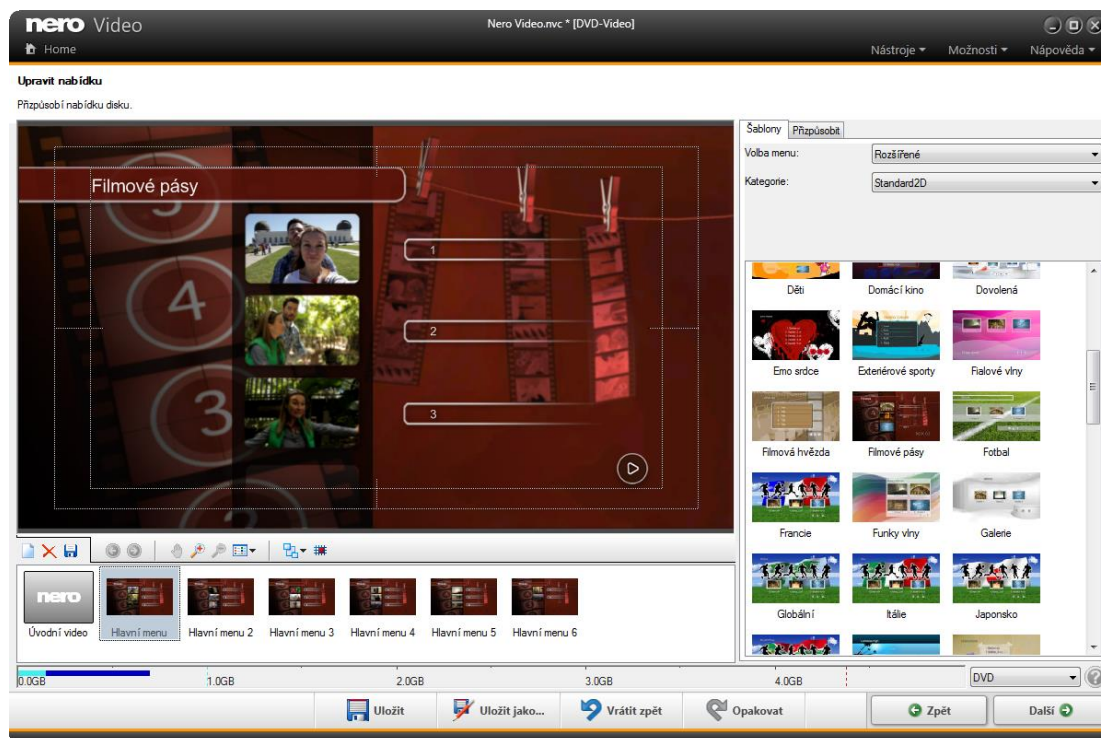 nero Video
Nero Video.nvc * [DVD-Video]
Home
Nástroje
Možnosti
Nápověda
Upravit nabídku
Přizpůsobí nabídku disku.
Filmové pásy
1
2
3
Šablony
Přizpůsobit
Volba menu:
Rozšířené
Kategorie:
Standard2D
Děti
Domácí kino
Dovolená
Emo srdce
Exteriérové sporty
Fialové vlny
Filmová hvězda
Filmové pásy
Fotbal
Francie
Funky vlny
Galerie
Globální
Itálie
Japonsko
nero
Úvodní video
Hlavní menu
Hlavní menu 2
Hlavní menu 3
Hlavní menu 4
Hlavní menu 5
Hlavní menu 6
0.0GB
1.0GB
2.0GB
3.0GB
4.0GB
DVD
Uložit
Uložit jako...
Vrátit zpět
Opakovat
Zpět
Další